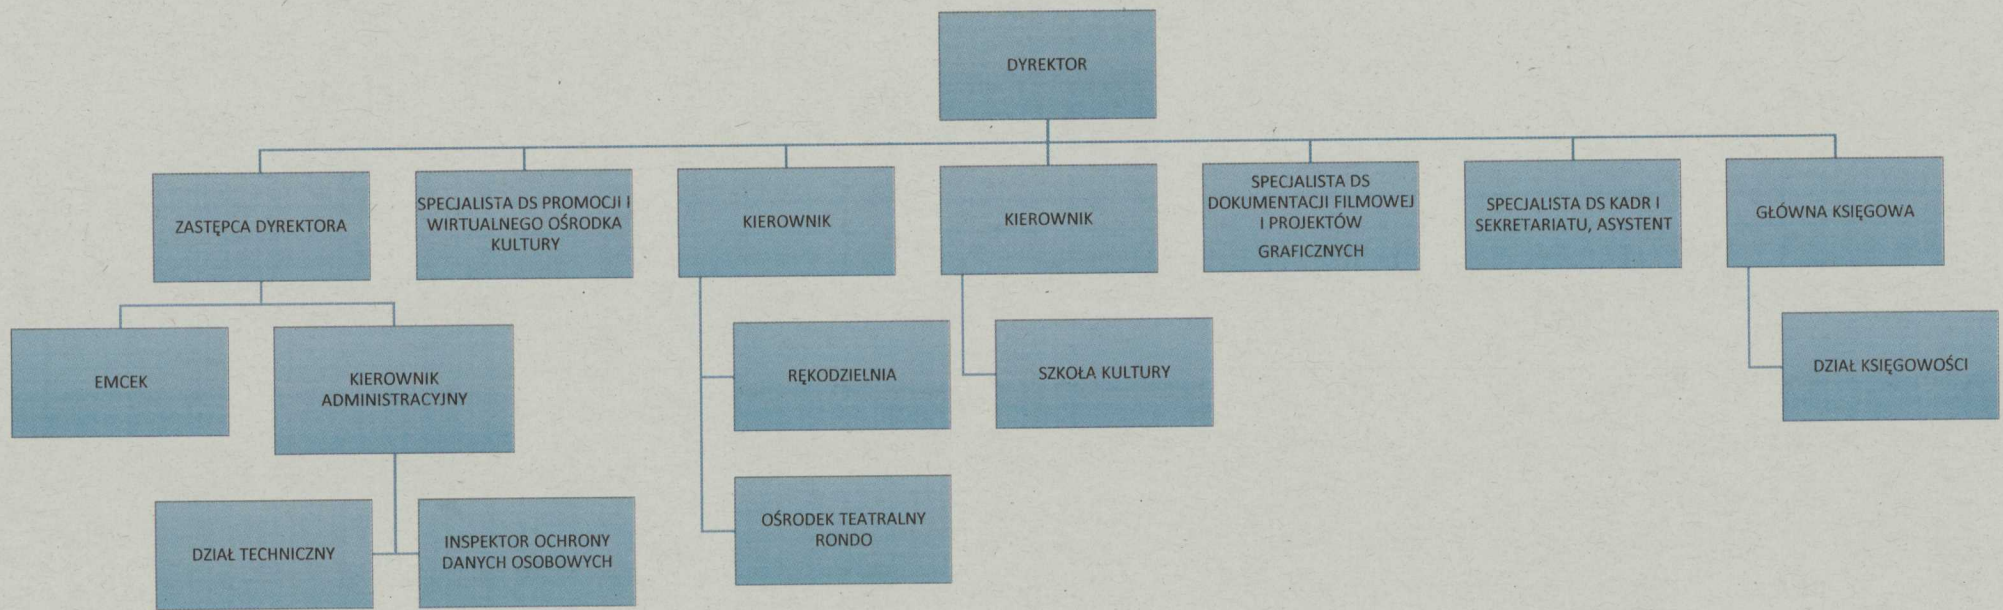 DYREKTOR
ZASTĘPCA DYREKTORA
SPECJALISTA DS PROMOCJI I
WIRTUALNEGO OŚRODKA
KULTURY
KIEROWNIK
KIEROWNIK
SPECJALISTA DS
DOKUMENTACJI FILMOWEJ
I PROJEKTÓW
GRAFICZNYCH
SPECJALISTA DS KADR I
SEKRETARIATU, ASYSTENT
GŁÓWNA KSIĘGOWA
EMCEK
KIEROWNIK
ADMINISTRACYJNY
RĘKODZIELNIA
SZKOŁA KULTURY
DZIAŁ KSIĘGOWOŚCI
DZIAŁ TECHNICZNY
INSPEKTOR OCHRONY
DANYCH OSOBOWYCH
OŚRODEK TEATRALNY
RONDO